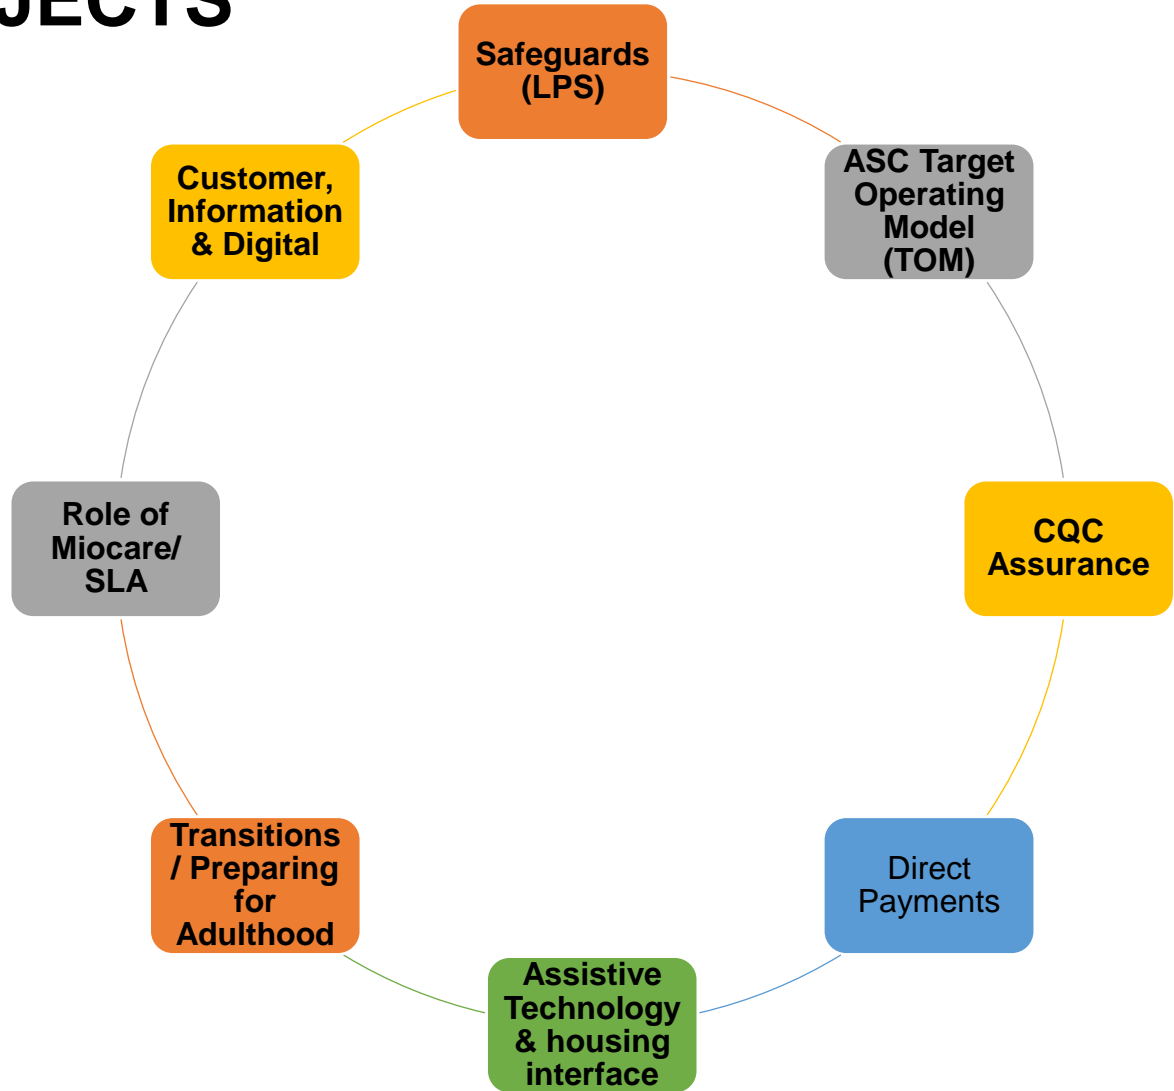 JECTS
Safeguards
(LPS)
ASC Target
Operating
Model
(TOM)
CQC
Assurance
Direct
Payments
Assistive
Technology
& housing
interface
Transitions
/ Preparing
for
Adulthood
Role of
Miocare/
SLA
Customer,
Information
& Digital